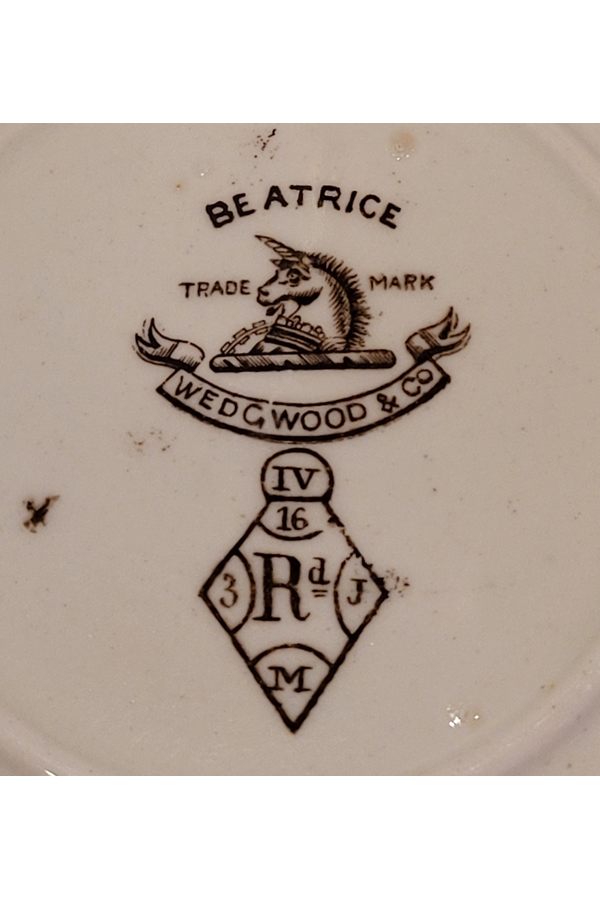 BEATRICE
TRADE MARK
WEDGWOOD & Co
IV
16
3 Rd J
M